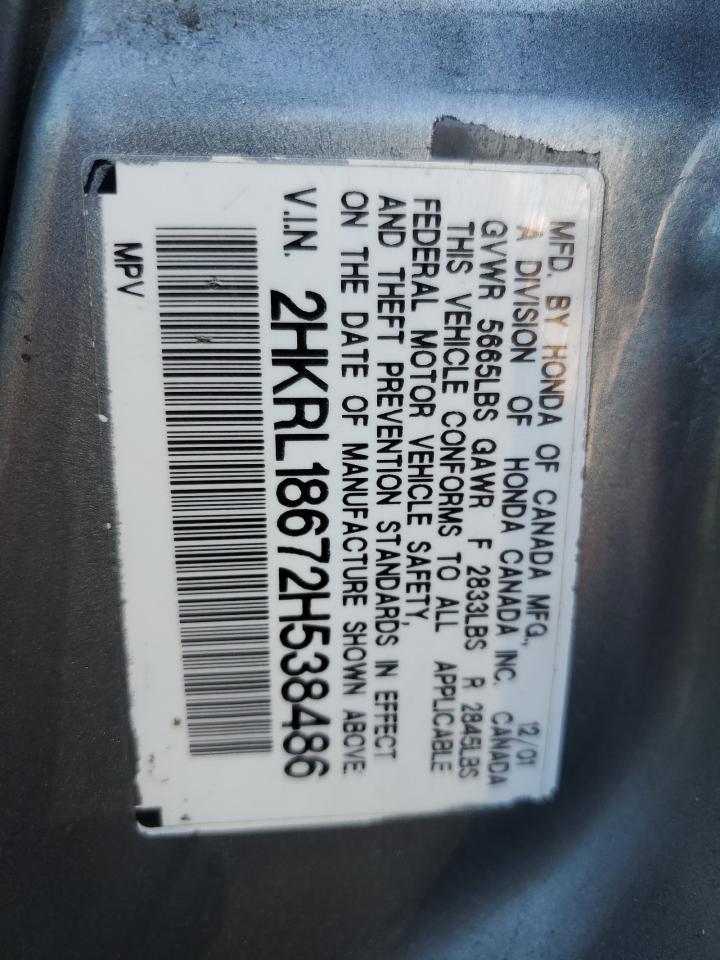 MFD. BY HONDA OF CANADA MFG., 12/01
A DIVISION OF HONDA CANADA INC. CANADA
GVWR 5665LBS GAWR F 2833LBS R 2845LBS
THIS VEHICLE CONFORMS TO ALL APPLICABLE
FEDERAL MOTOR VEHICLE SAFETY,
AND THEFT PREVENTION STANDARDS IN EFFECT
ON THE DATE OF MANUFACTURE SHOWN ABOVE.
V.I.N. 2HKRL18672H538486
MPV